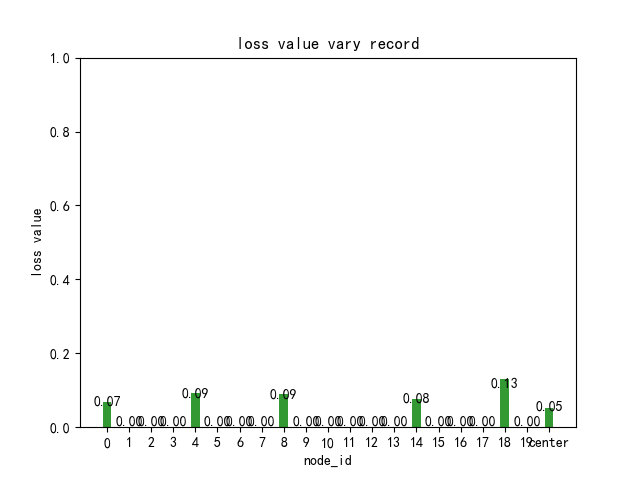 loss value vary record
1.0
0.8
0.6
0.4
0.2
0.0
loss value
0.07 0.00 0.00 0.00 0.09 0.00 0.00 0.00 0.09 0.00 0.00 0.00 0.00 0.00 0.08 0.00 0.00 0.00 0.13 0.00 0.05
0 1 2 3 4 5 6 7 8 9 10 11 12 13 14 15 16 17 18 19 center
node_id